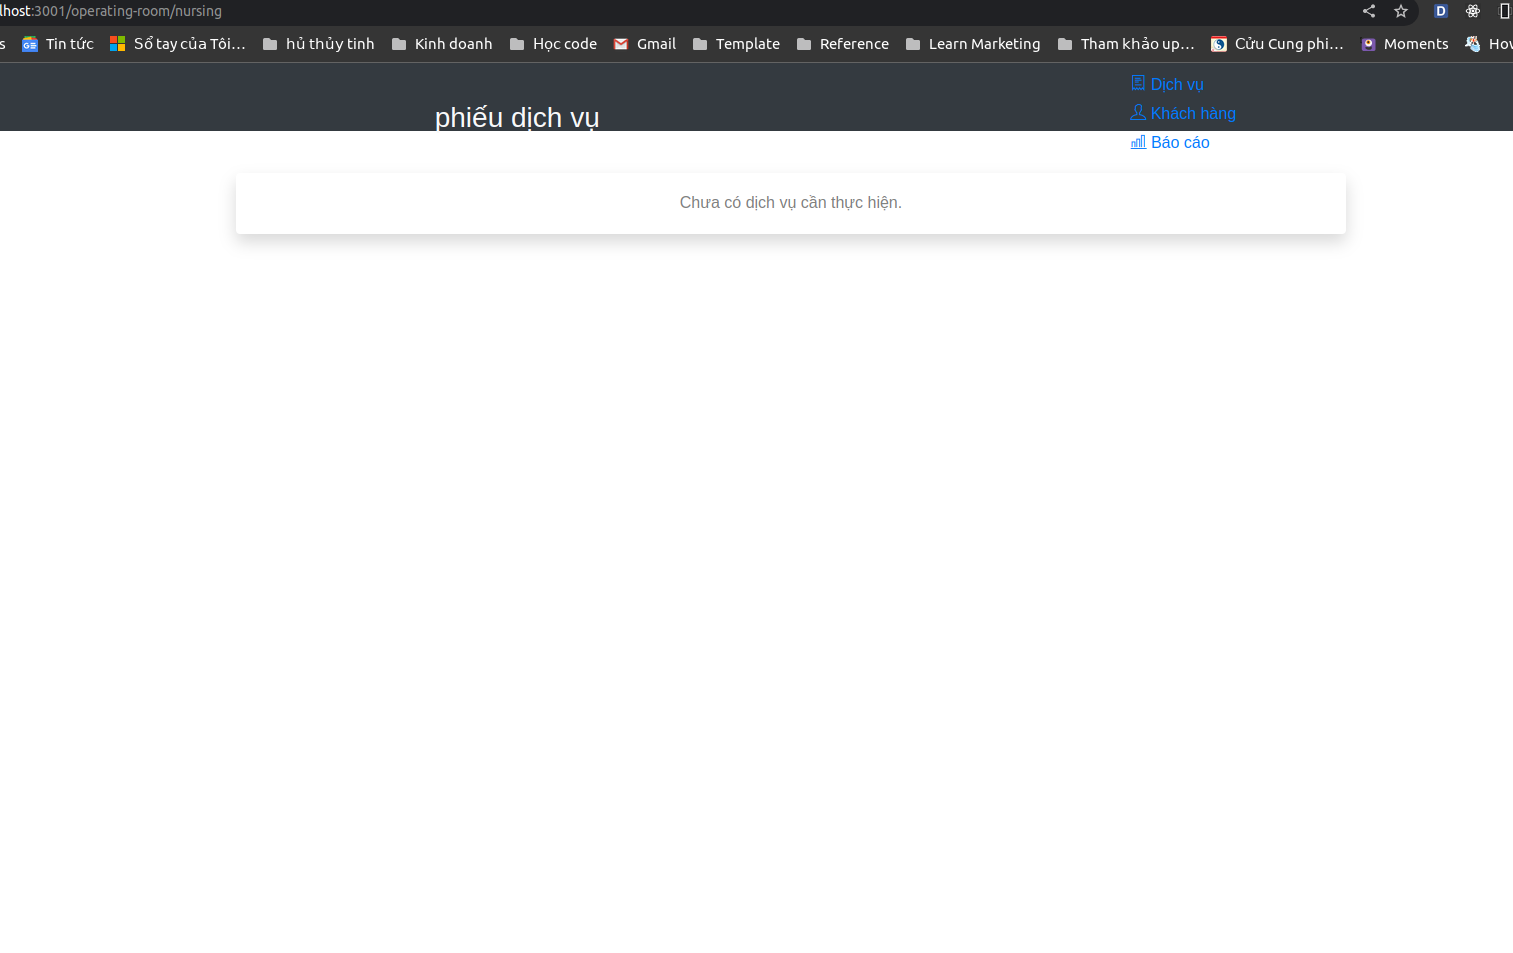 lhost:3001/operating-room/nursing
s Tin tức Sổ tay của Tôi... hủ thủy tinh Kinh doanh Học code Gmail Template Reference Learn Marketing Tham khảo up... Cửu Cung phi... Moments Hov
phiếu dịch vụ
Dịch vụ
Khách hàng
Báo cáo
Chưa có dịch vụ cần thực hiện.